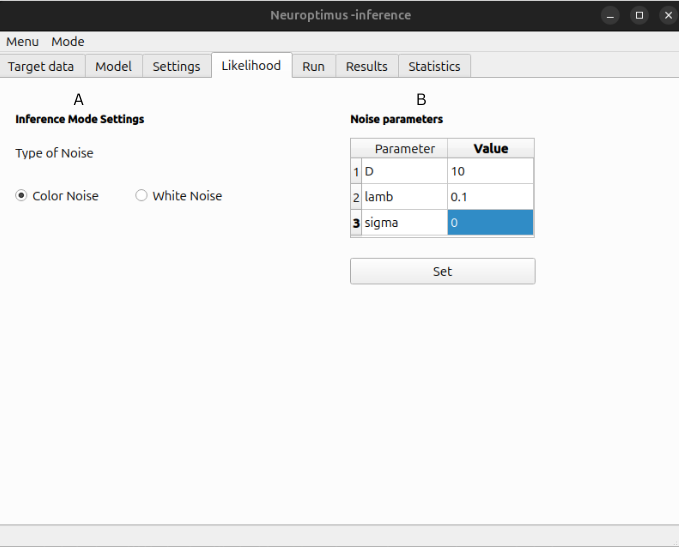 Neuroptimus -inference
Menu Mode
Target data Model Settings Likelihood Run Results Statistics
A B
Inference Mode Settings Noise parameters
Type of Noise
Parameter Value
1 D 10
Color Noise White Noise
2 lamb 0.1
3 sigma 0
Set